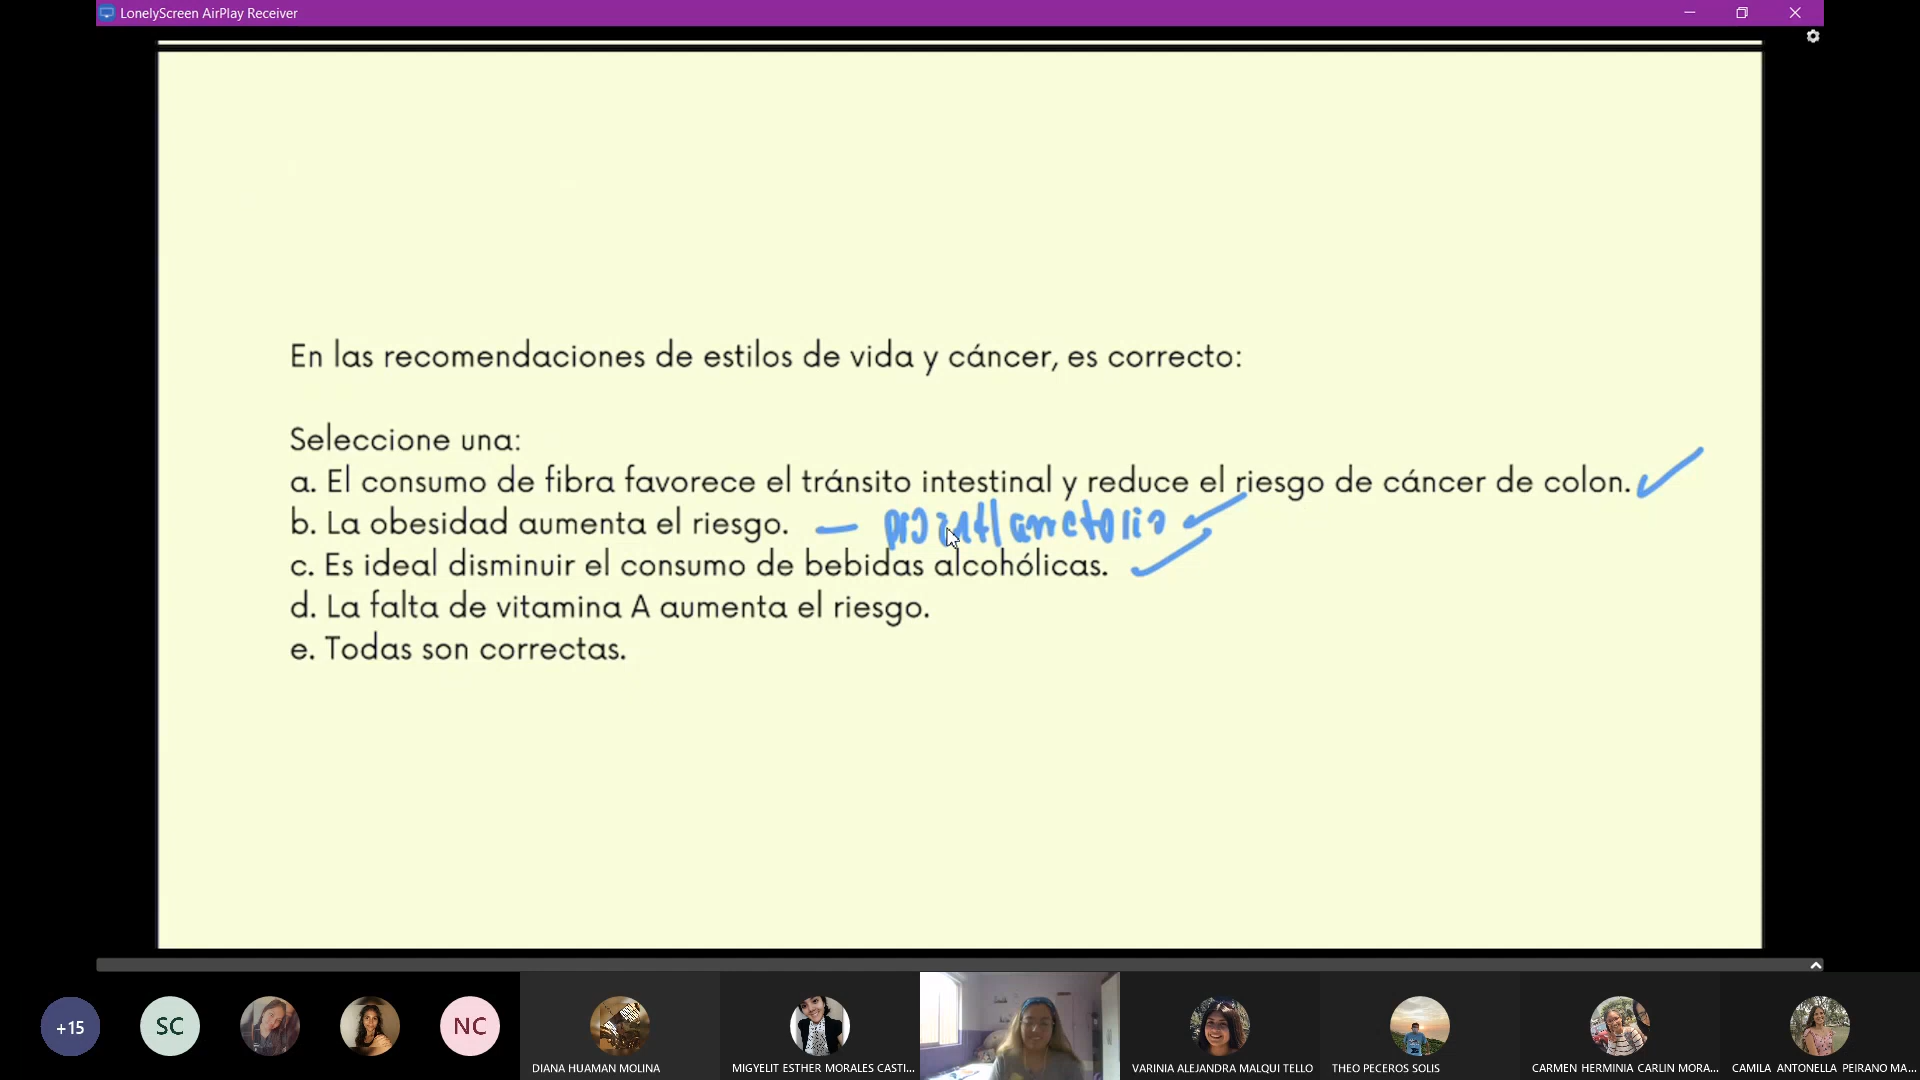 LonelyScreen AirPlay Receiver
En las recomendaciones de estilos de vida y cáncer, es correcto:
Seleccione una:
a. El consumo de fibra favorece el tránsito intestinal y reduce el riesgo de cáncer de colon.
b. La obesidad aumenta el riesgo. —
c. Es ideal disminuir el consumo de bebidas alcohólicas.
d. La falta de vitamina A aumenta el riesgo.
e. Todas son correctas.
+15
SC
NC
DIANA HUAMAN MOLINA
MIGYELIT ESTHER MORALES CASTI...
VARINIA ALEJANDRA MALQUI TELLO
THEO PECEROS SOLIS
CARMEN HERMINIA CARLIN MORA...
CAMILA ANTONELLA PEIRANO MA...